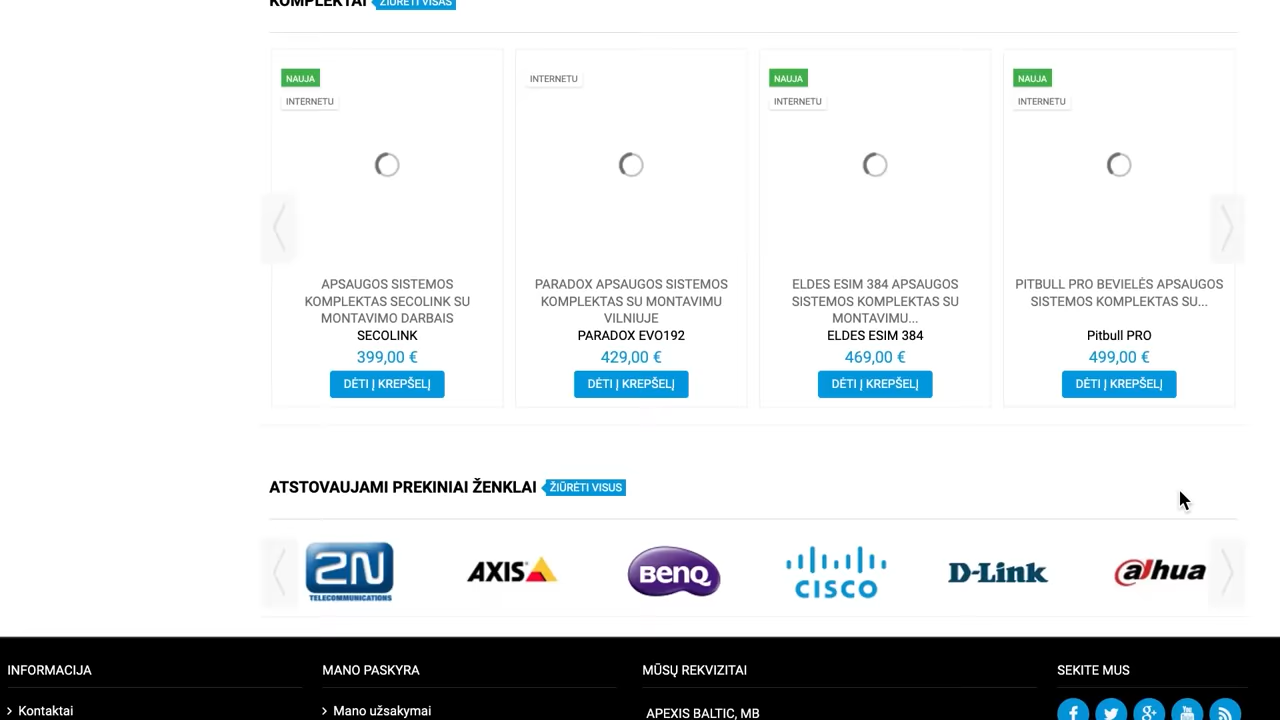 KOMPLEKTAI ŽIŪRĖTI VISAS
NAUJA
INTERNETU
APSAUGOS SISTEMOS
KOMPLEKTAS SECOLINK SU
MONTAVIMO DARBAIS
SECOLINK
399,00 €
DĖTI Į KREPŠELĮ
INTERNETU
PARADOX APSAUGOS SISTEMOS
KOMPLEKTAS SU MONTAVIMU
VILNIUJE
PARADOX EVO192
429,00 €
DĖTI Į KREPŠELĮ
NAUJA
INTERNETU
ELDES ESIM 384 APSAUGOS
SISTEMOS KOMPLEKTAS SU
MONTAVIMU...
ELDES ESIM 384
469,00 €
DĖTI Į KREPŠELĮ
NAUJA
INTERNETU
PITBULL PRO BEVIELĖS APSAUGOS
SISTEMOS KOMPLEKTAS SU...
Pitbull PRO
499,00 €
DĖTI Į KREPŠELĮ
ATSTOVAUJAMI PREKINIAI ŽENKLAI ŽIŪRĖTI VISUS
2N
TELECOMMUNICATIONS
AXIS
BenQ
CISCO
D-Link
alhua
INFORMACIJA
Kontaktai
MANO PASKYRA
Mano užsakymai
MŪSŲ REKVIZITAI
APEXIS BALTIC, MB
SEKITE MUS